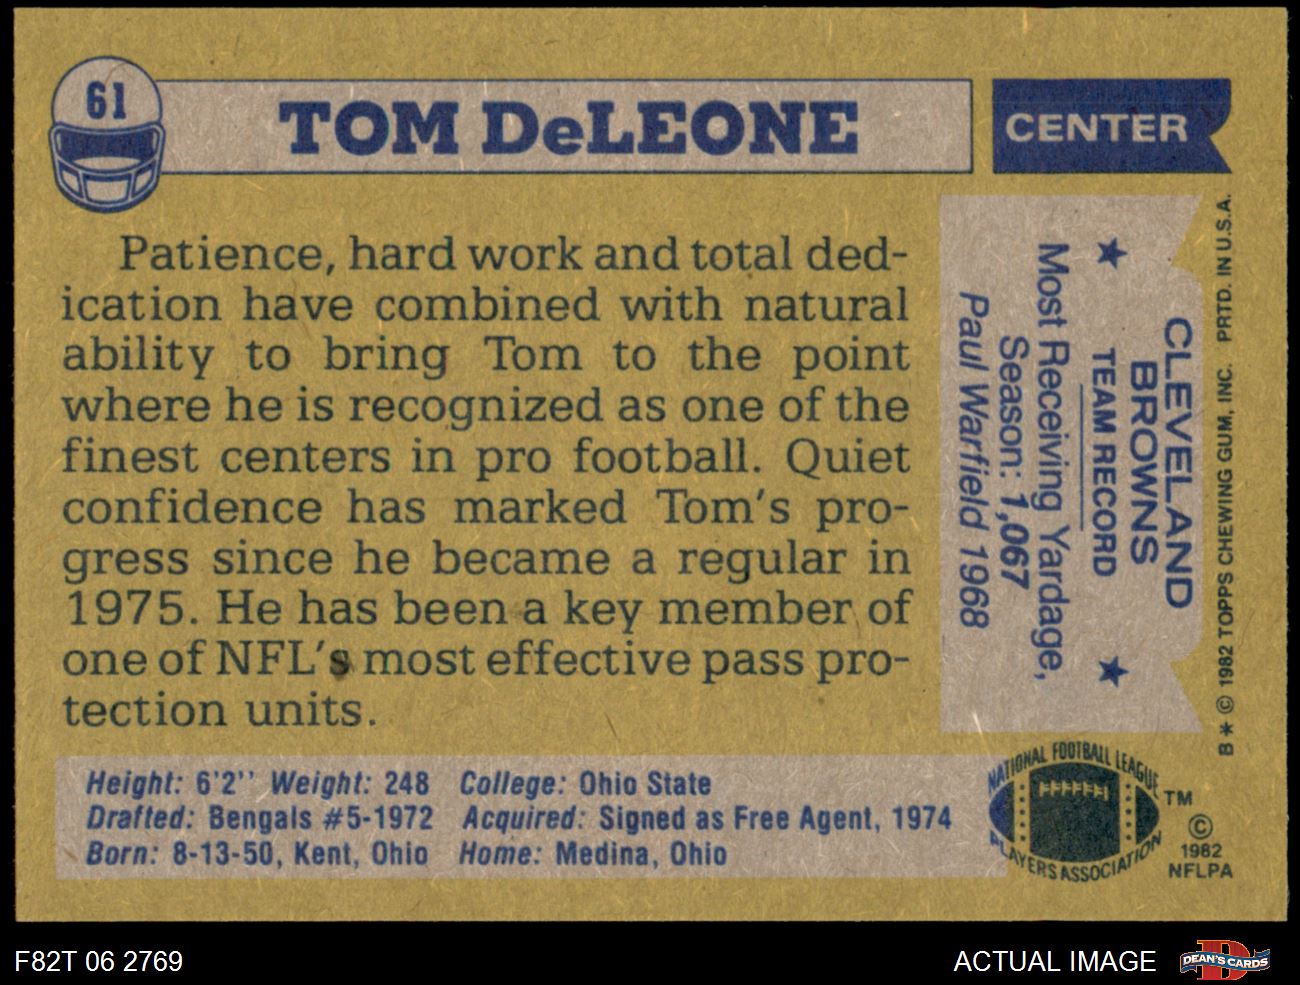 61
TOM DeLEONE
CENTER
Patience, hard work and total ded-
ication have combined with natural
ability to bring Tom to the point
where he is recognized as one of the
finest centers in pro football. Quiet
confidence has marked Tom's pro-
gress since he became a regular in
1975. He has been a key member of
one of NFL's most effective pass pro-
tection units.
CLEVELAND
BROWNS
★ TEAM RECORD ★
Most Receiving Yardage,
Season: 1,067
Paul Warfield 1968
B * © 1982 TOPPS CHEWING GUM, INC. PRTD. IN U.S.A.
Height: 6'2'' Weight: 248 College: Ohio State
Drafted: Bengals #5-1972 Acquired: Signed as Free Agent, 1974
Born: 8-13-50, Kent, Ohio Home: Medina, Ohio
NATIONAL FOOTBALL LEAGUE
PLAYERS ASSOCIATION
TM
©
1982
NFLPA
F82T 06 2769
ACTUAL IMAGE
D
DEAN'S CARDS